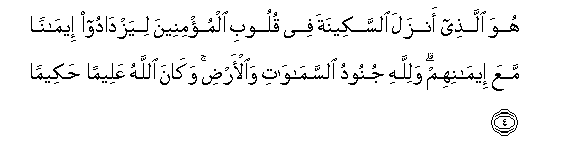 هُوَ ٱلَّذِىٓ أَنزَلَ ٱلسَّكِينَةَ فِى قُلُوبِ ٱلْمُؤْمِنِينَ لِيَزْدَادُوٓا۟ إِيمَـٰنًا
مَّعَ إِيمَـٰنِهِمْ ۗ وَلِلَّهِ جُنُودُ ٱلسَّمَـٰوَٰتِ وَٱلْأَرْضِ ۚ وَكَانَ ٱللَّهُ عَلِيمًا حَكِيمًا
٤